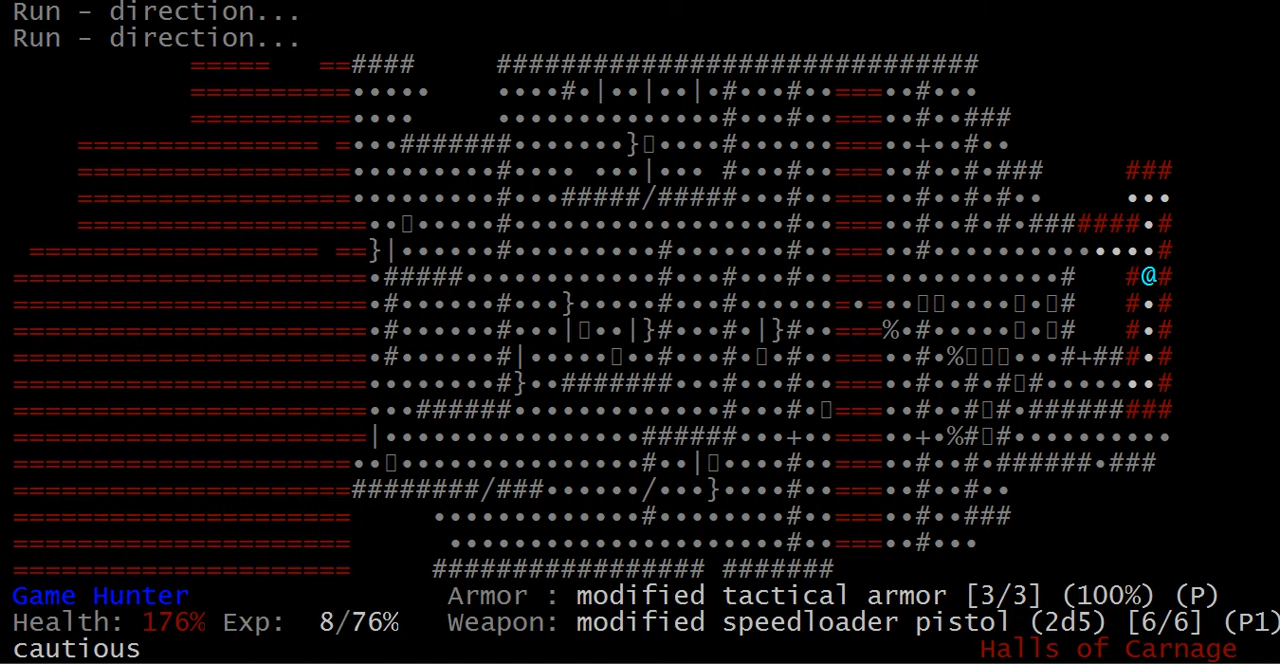 Run - direction...
Run - direction...
Game Hunter Armor : modified tactical armor [3/3] (100%) (P)
Health: 176% Exp: 8/76% Weapon: modified speedloader pistol (2d5) [6/6] (P1)
cautious Halls of Carnage